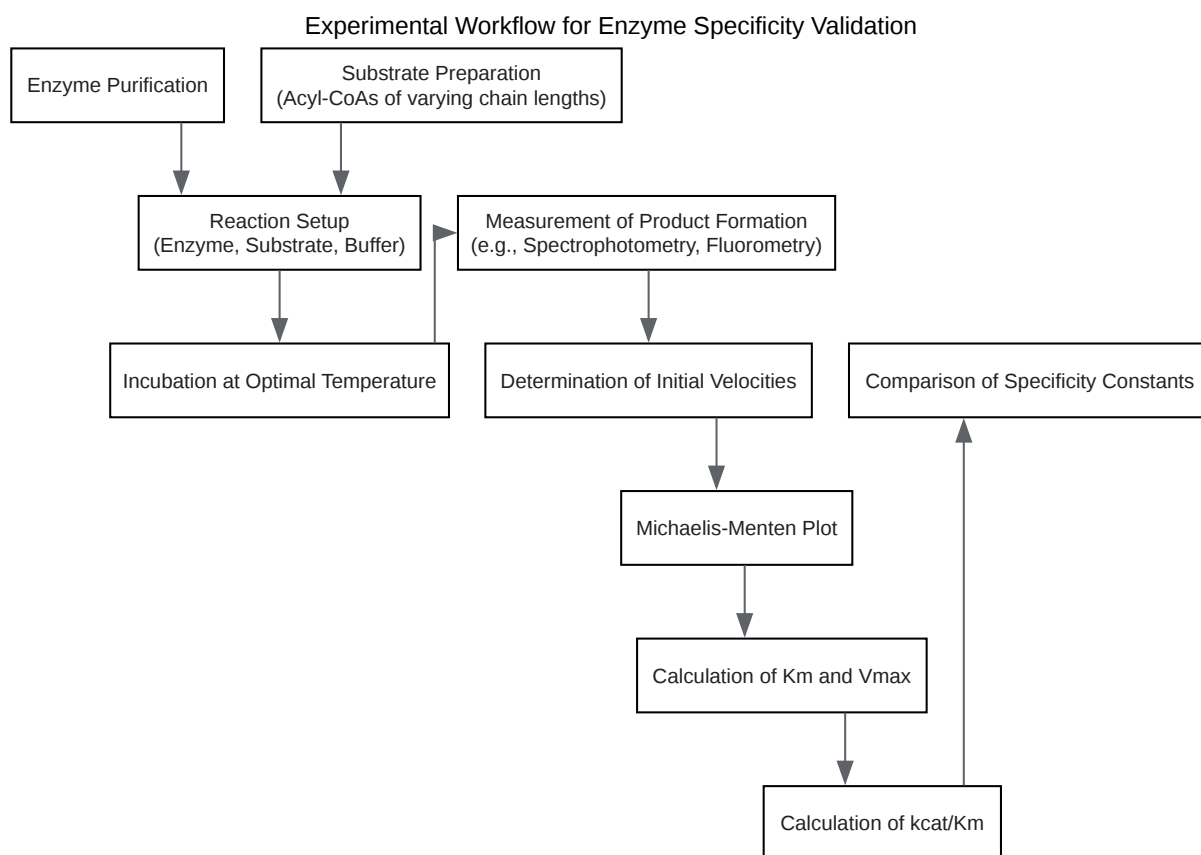 Experimental Workflow for Enzyme Specificity Validation
Enzyme Purification
Substrate Preparation
(Acyl-CoAs of varying chain lengths)
Reaction Setup
(Enzyme, Substrate, Buffer)
Measurement of Product Formation
(e.g., Spectrophotometry, Fluorometry)
Incubation at Optimal Temperature
Determination of Initial Velocities
Comparison of Specificity Constants
Michaelis-Menten Plot
Calculation of Km and Vmax
Calculation of kcat/Km